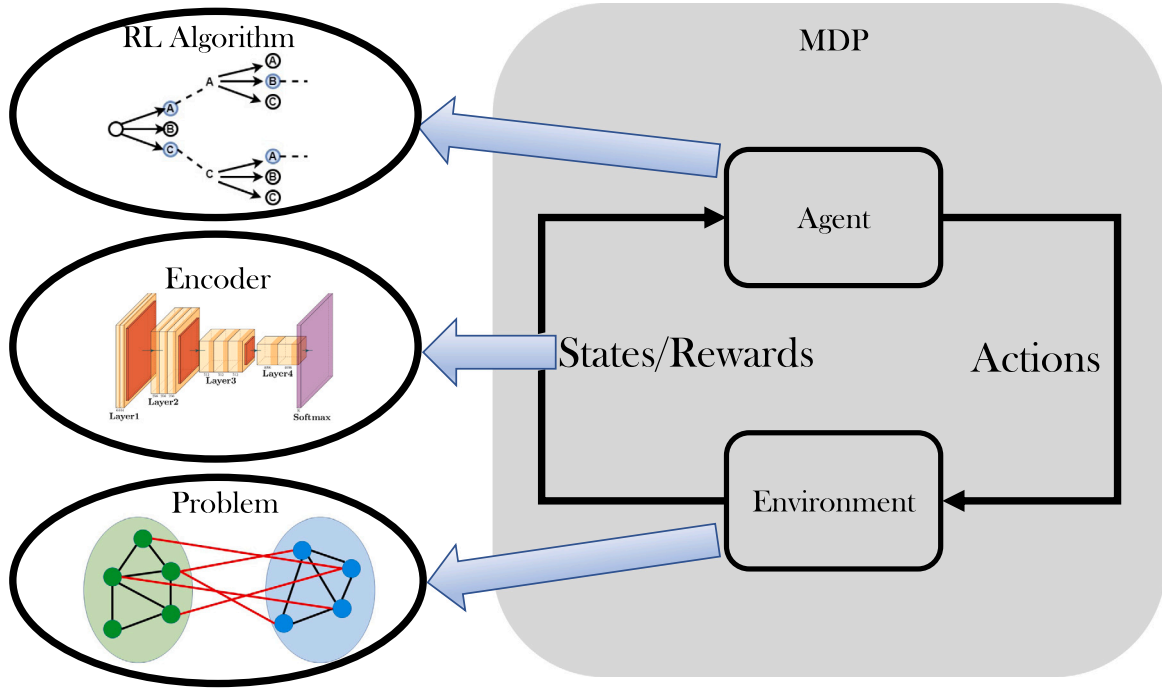 RL Algorithm
A
A
B
C
A
B
C
C
A
B
C
Encoder
Layer1
Layer2
Layer3
Layer4
Softmax
Problem
MDP
Agent
States/Rewards
Actions
Environment